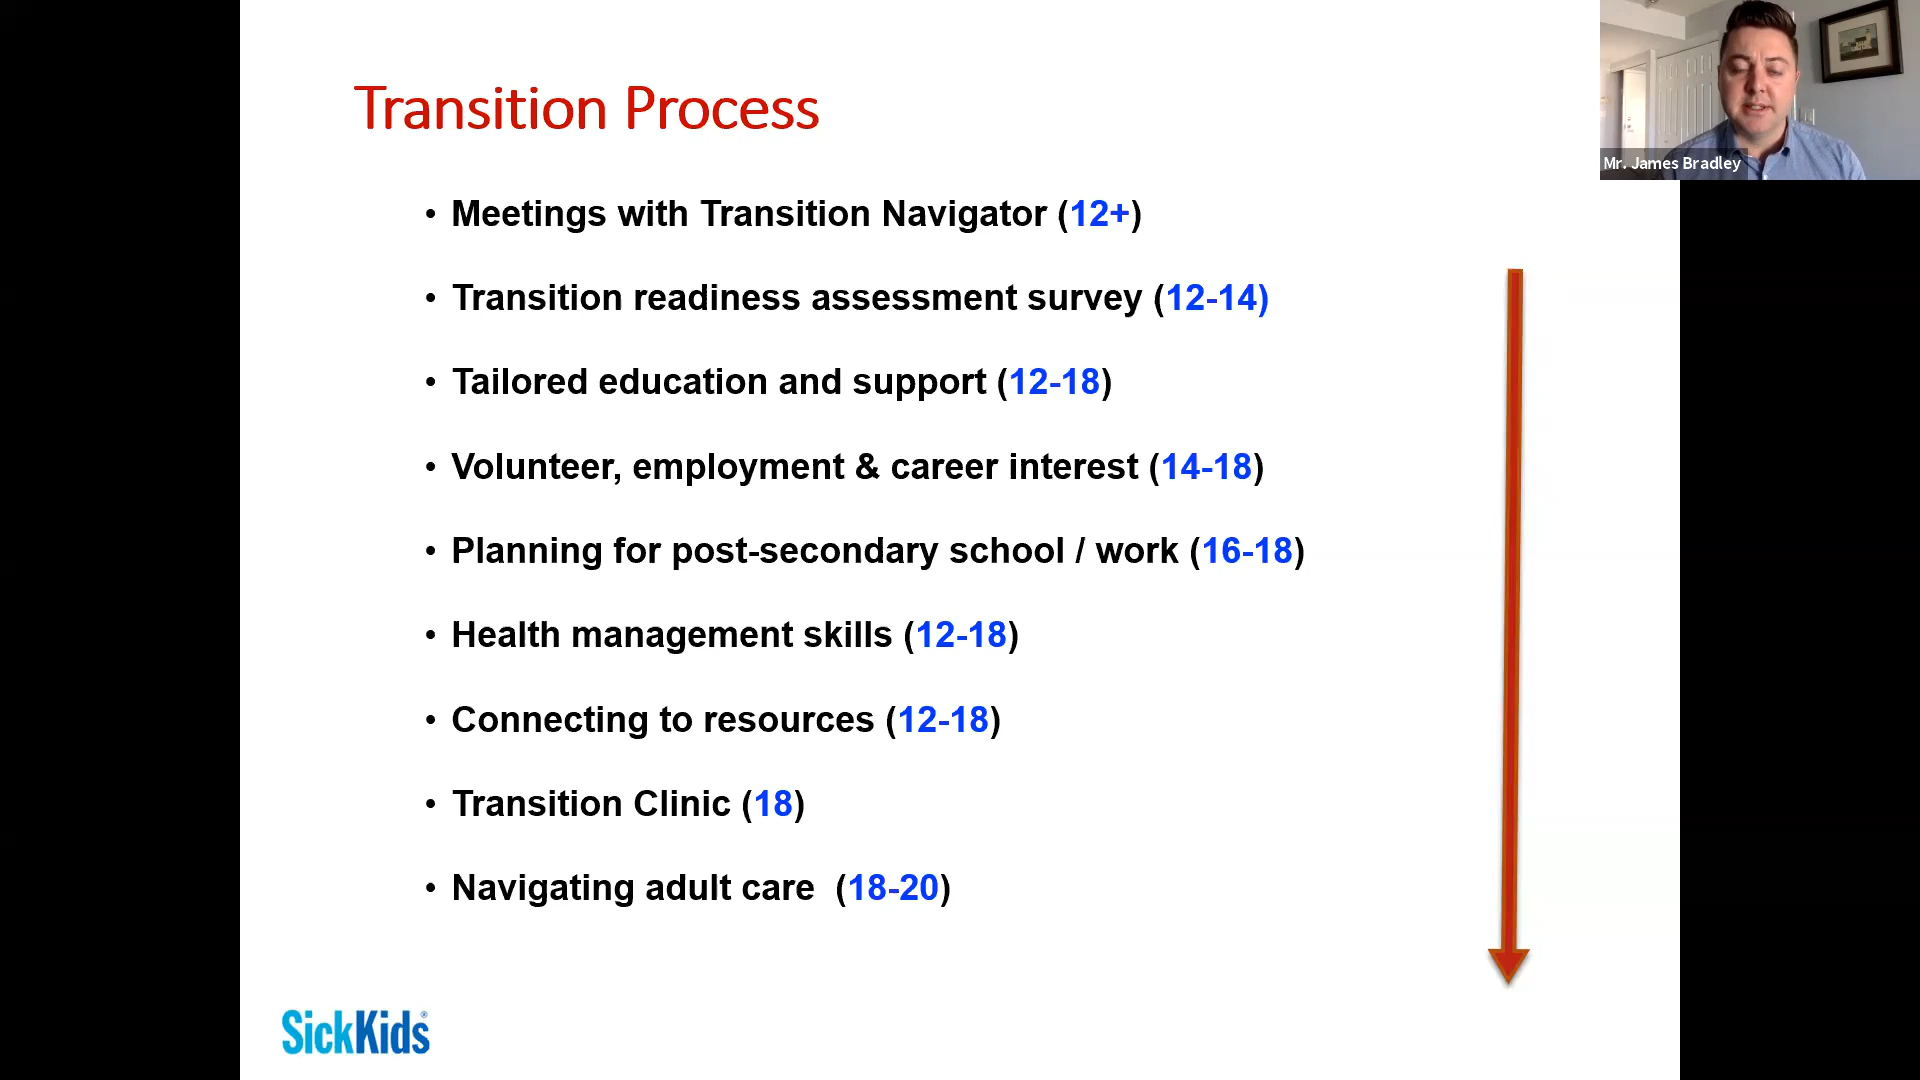 Transition Process
Mr. James Bradley
• Meetings with Transition Navigator (12+)
• Transition readiness assessment survey (12-14)
• Tailored education and support (12-18)
• Volunteer, employment & career interest (14-18)
• Planning for post-secondary school / work (16-18)
• Health management skills (12-18)
• Connecting to resources (12-18)
• Transition Clinic (18)
• Navigating adult care  (18-20)
SickKids®